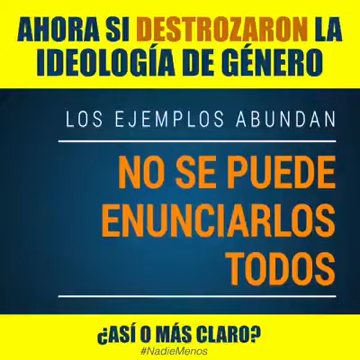 AHORA SI DESTROZARON LA
IDEOLOGÍA DE GÉNERO
LOS EJEMPLOS ABUNDAN
NO SE PUEDE
ENUNCIARLOS
TODOS
¿ASÍ O MÁS CLARO?
#NadieMenos